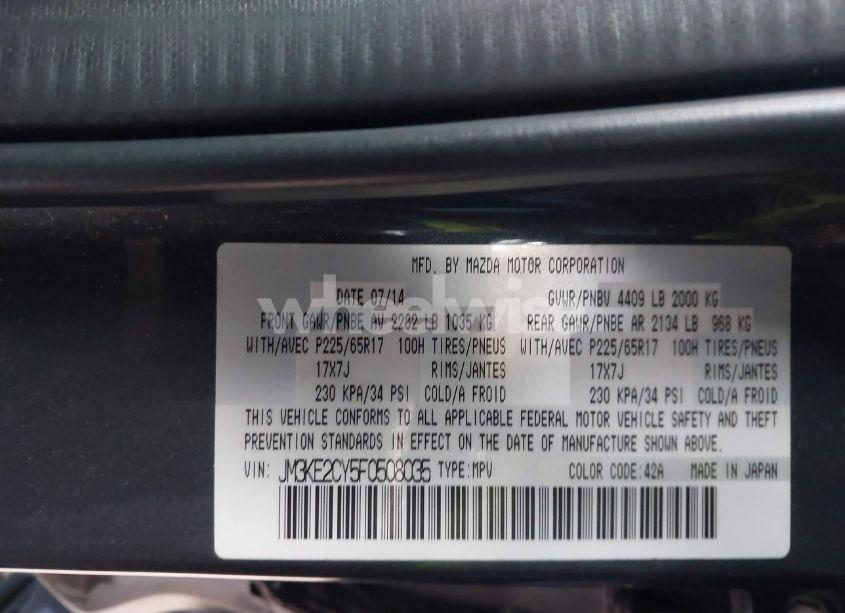 MFD. BY MAZDA MOTOR CORPORATION
DATE 07/14 GVWR/PNBV 4409 LB 2000 KG
FRONT GAWR/PNBE AV 2282 LB 1035 KG REAR GAWR/PNBE AR 2134 LB 968 KG
WITH/AVEC P225/65R17 100H TIRES/PNEUS WITH/AVEC P225/65R17 100H TIRES/PNEUS
17X7J RIMS/JANTES 17X7J RIMS/JANTES
230 KPA/34 PSI COLD/A FROID 230 KPA/34 PSI COLD/A FROID
THIS VEHICLE CONFORMS TO ALL APPLICABLE FEDERAL MOTOR VEHICLE SAFETY AND THEFT
PREVENTION STANDARDS IN EFFECT ON THE DATE OF MANUFACTURE SHOWN ABOVE.
VIN: JM3KE2CY5F0508035 TYPE:MPV COLOR CODE:42A MADE IN JAPAN